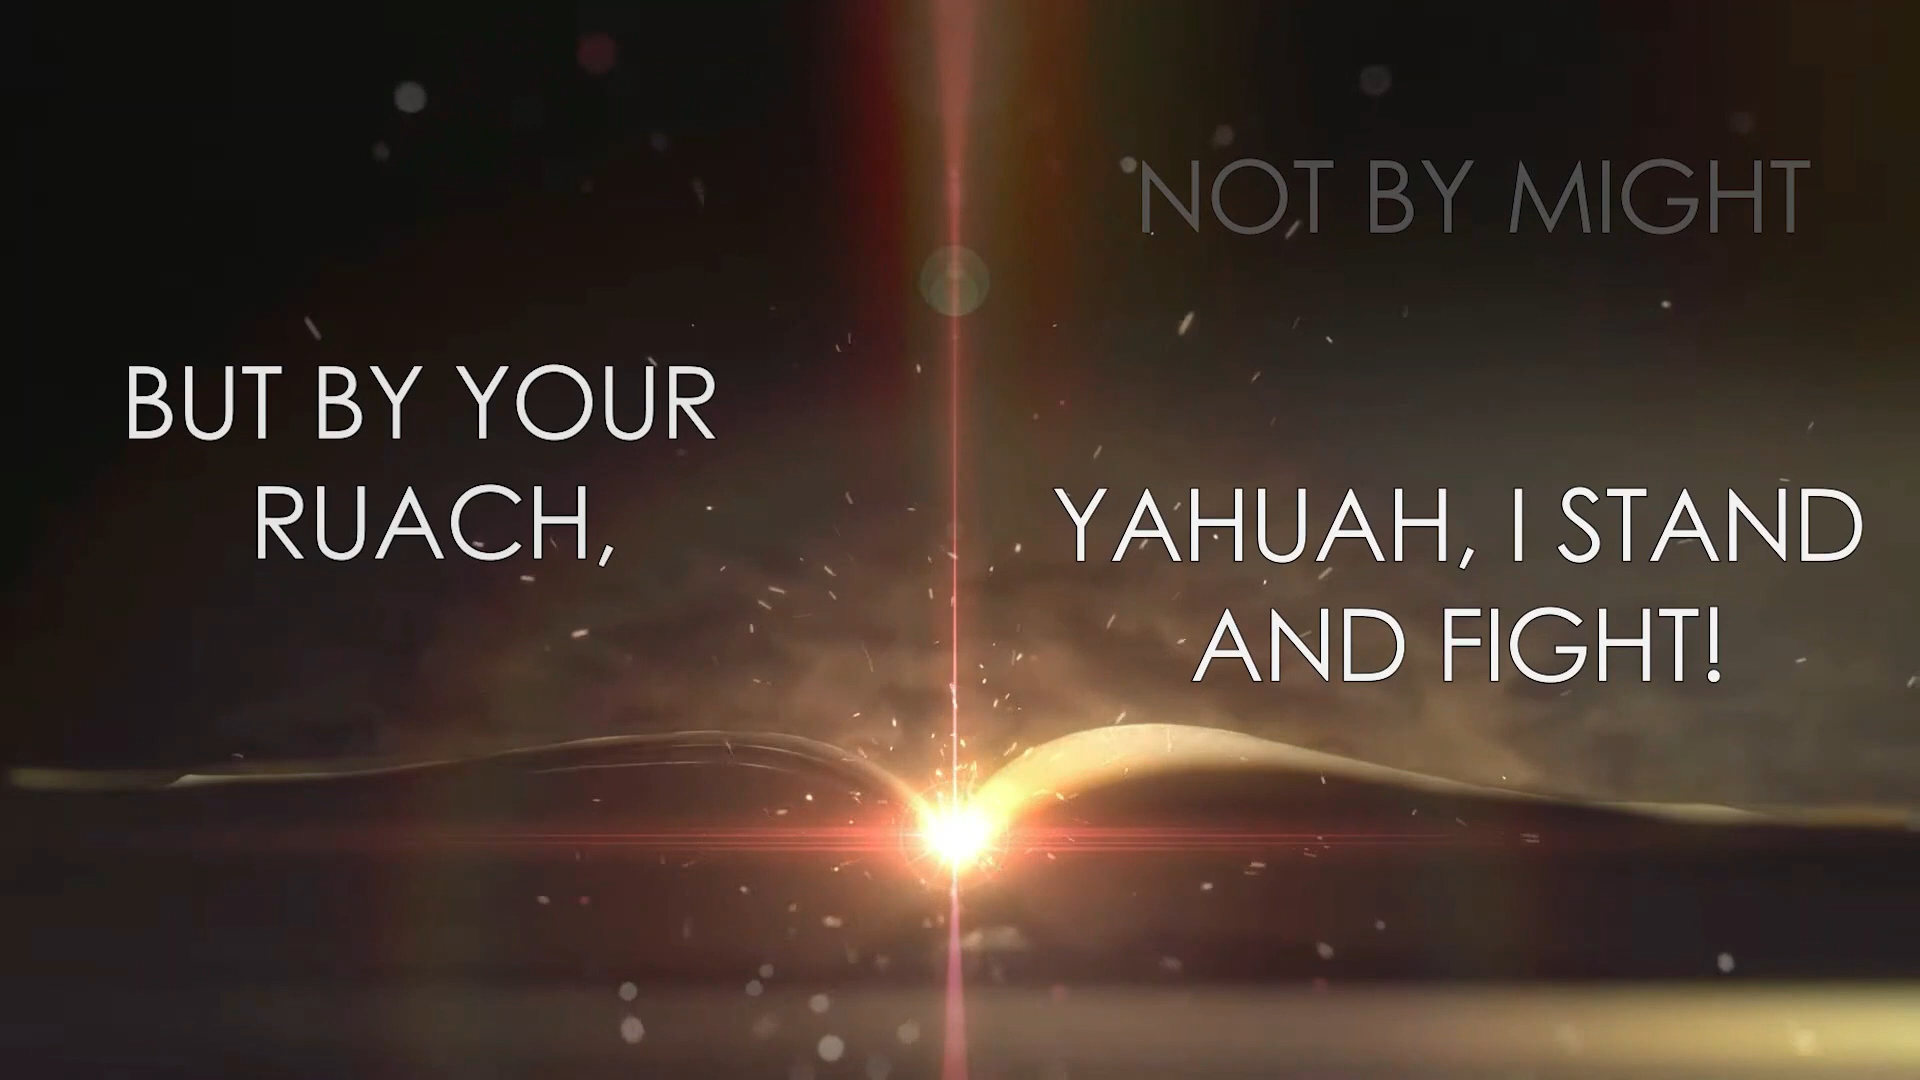 NOT BY MIGHT
BUT BY YOUR
RUACH,
YAHUAH, I STAND
AND FIGHT!